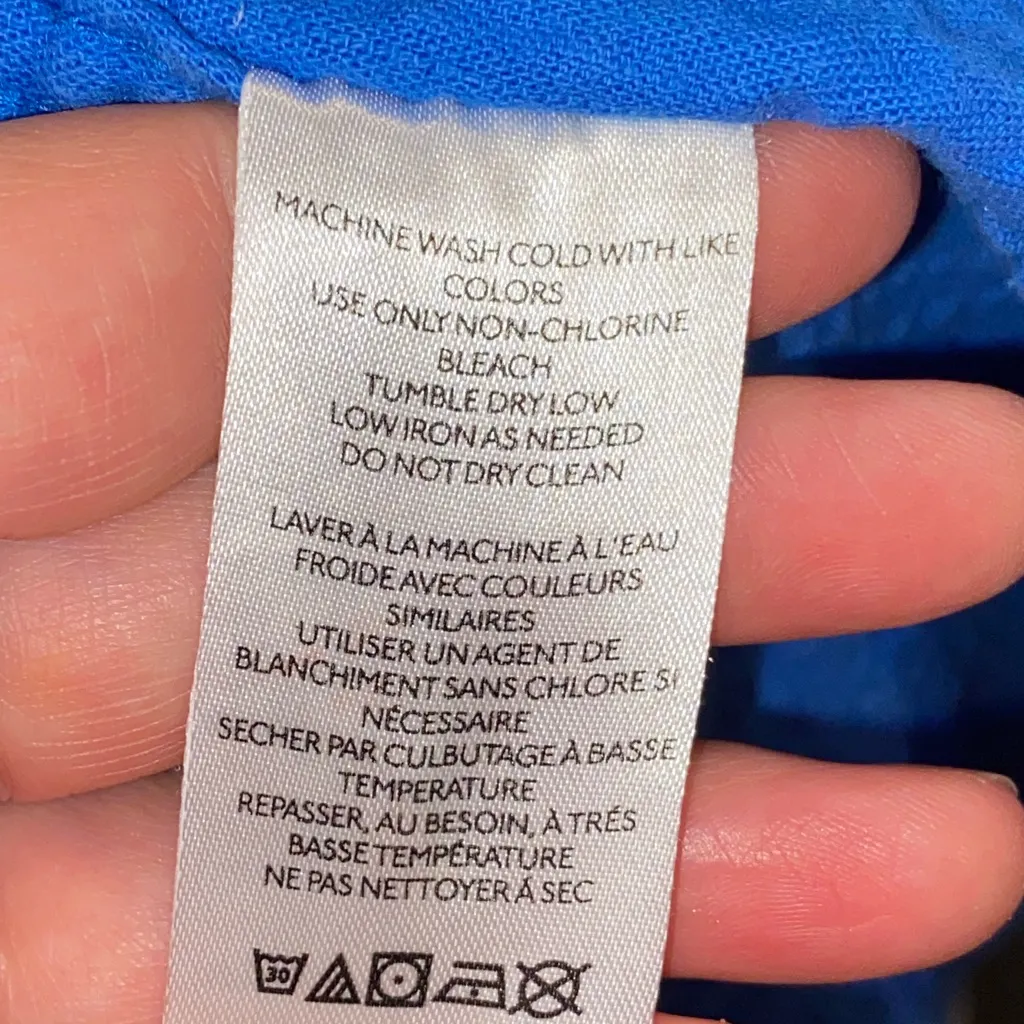 MACHINE WASH COLD WITH LIKE
COLORS
USE ONLY NON-CHLORINE
BLEACH
TUMBLE DRY LOW
LOW IRON AS NEEDED
DO NOT DRY CLEAN
LAVER À LA MACHINE À L'EAU
FROIDE AVEC COULEURS
SIMILAIRES
UTILISER UN AGENT DE
BLANCHIMENT SANS CHLORE SI
NÉCESSAIRE
SECHER PAR CULBUTAGE À BASSE
TEMPERATURE
REPASSER, AU BESOIN, À TRÉS
BASSE TEMPÉRATURE
NE PAS NETTOYER À SEC
30